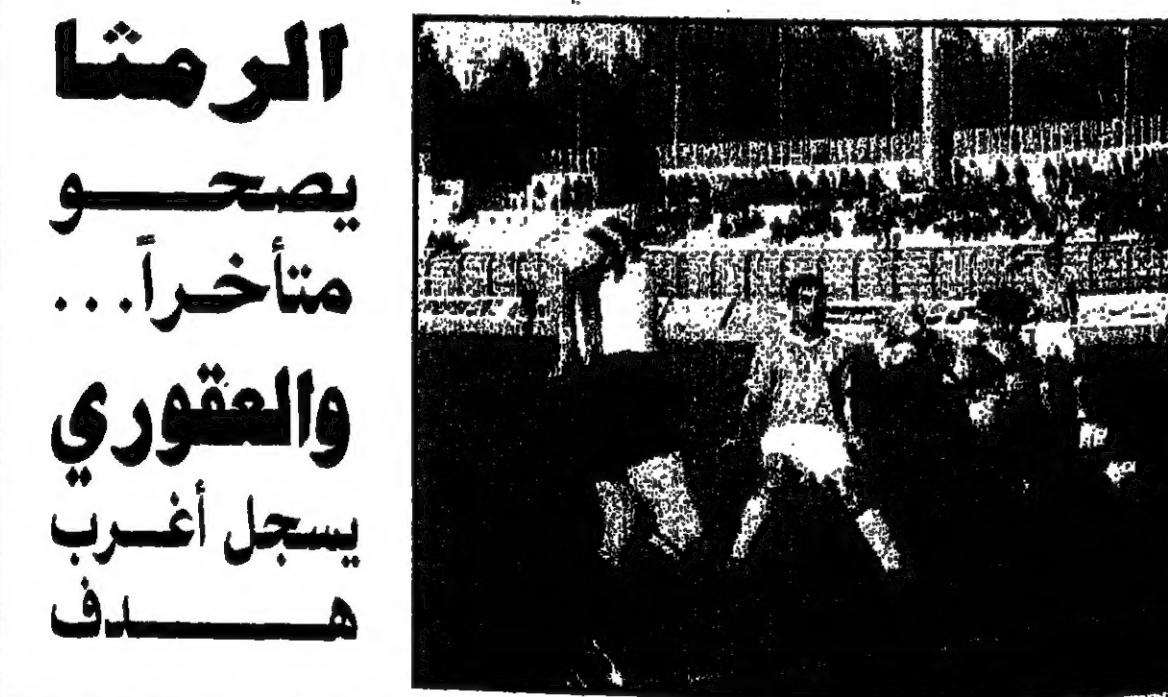 الرمثا
يصحو
متأخراً...
والعقوري
يسجل أغرب
هدف